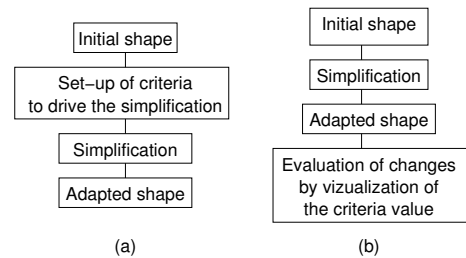 Initial shape
Set-up of criteria
to drive the simplification
Simplification
Adapted shape
(a)
Initial shape
Simplification
Adapted shape
Evaluation of changes
by vizualization of
the criteria value
(b)